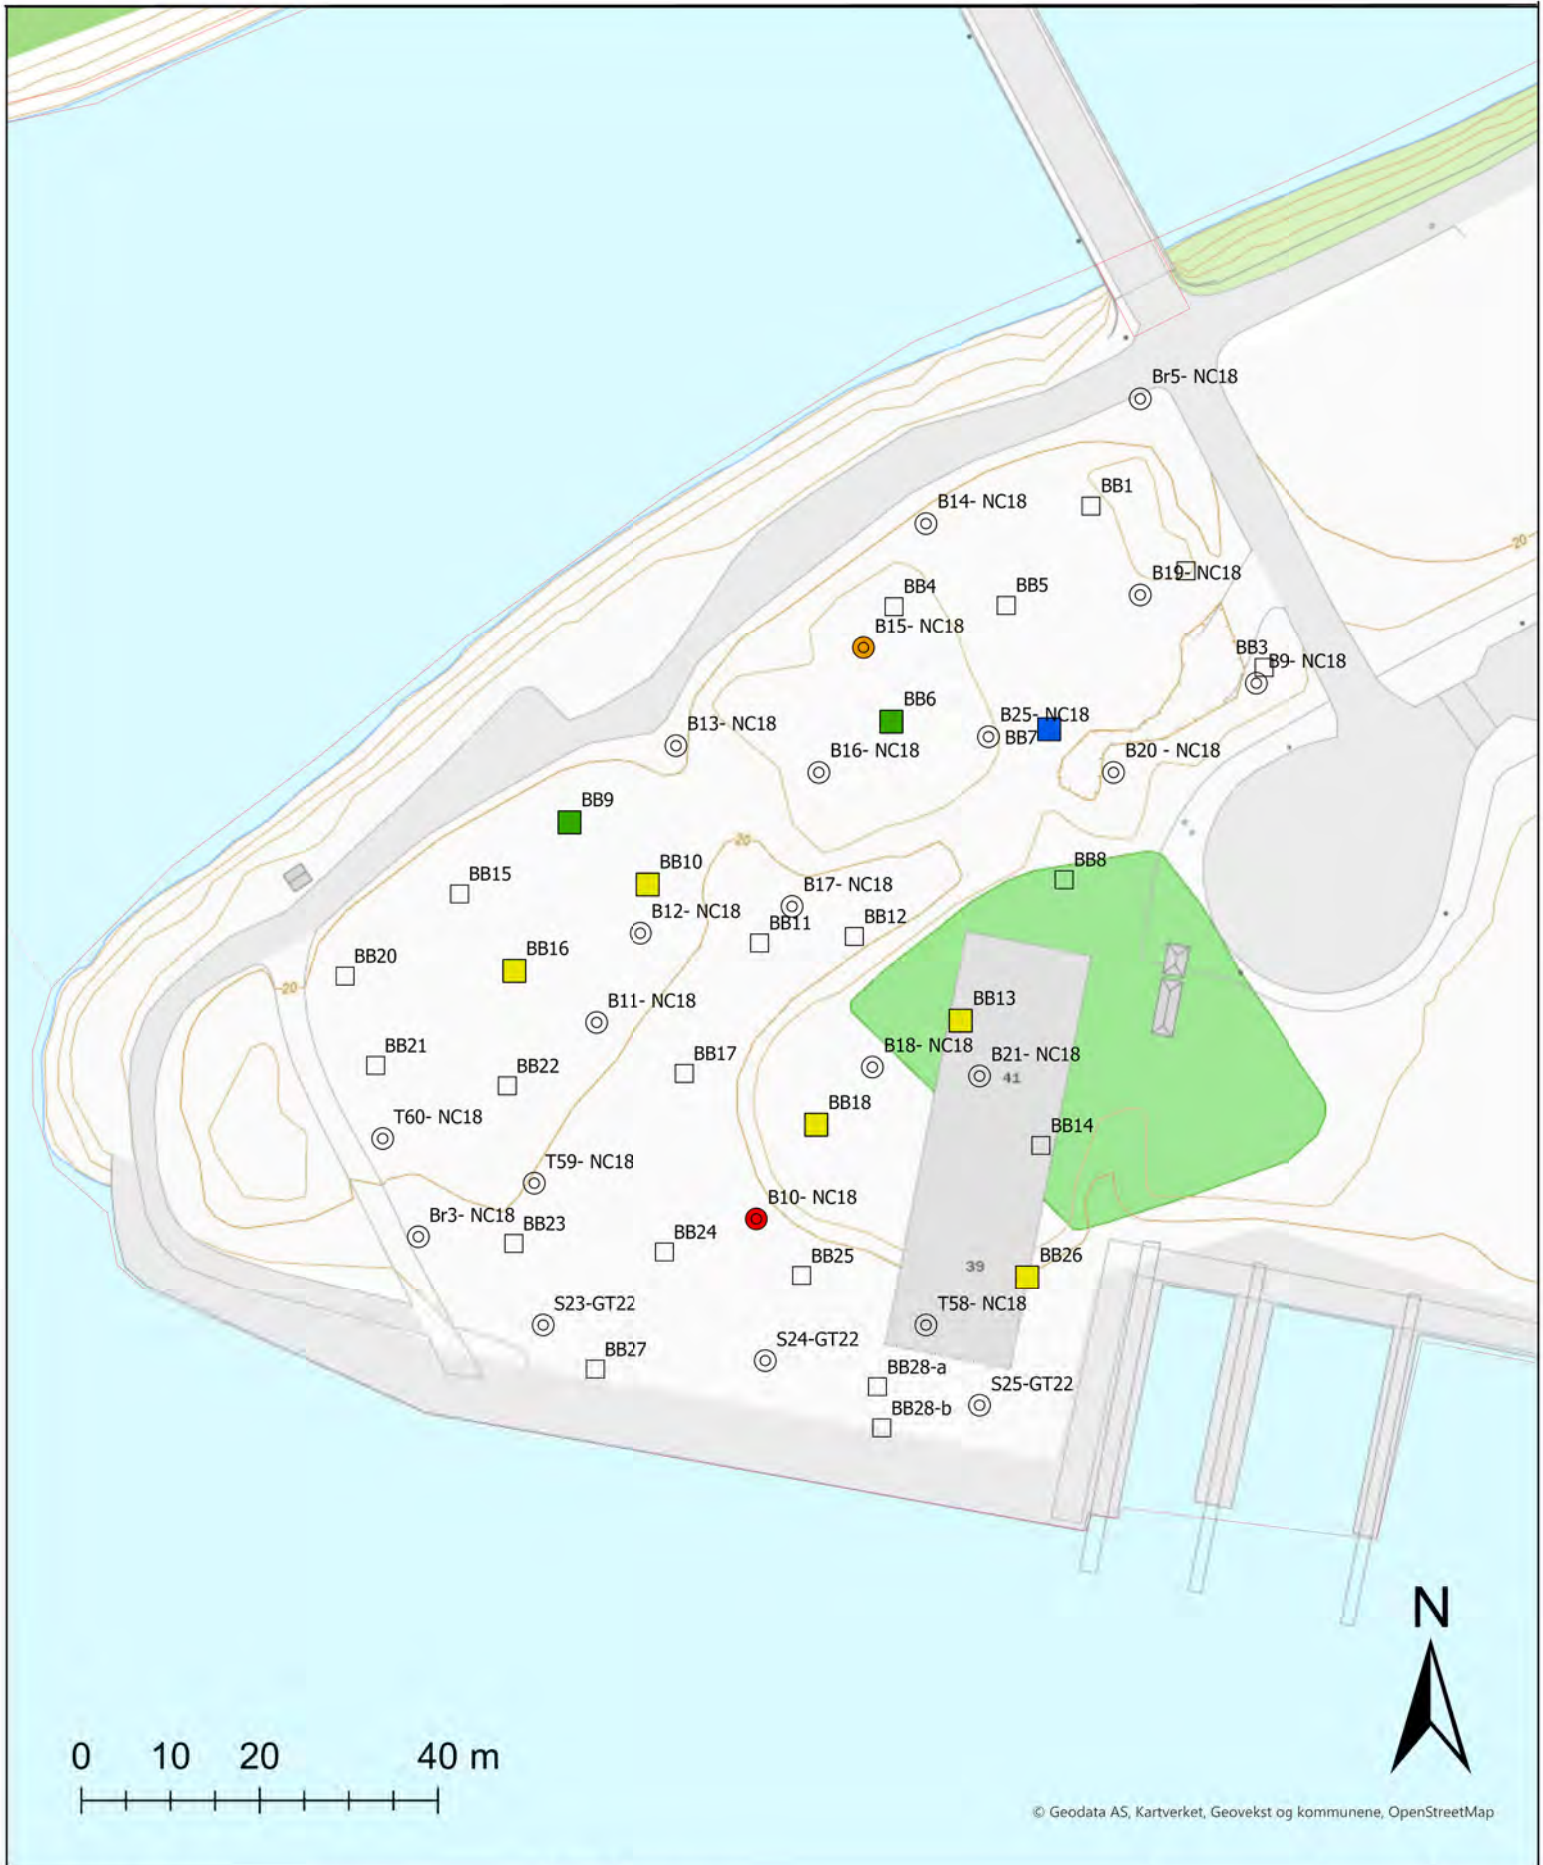 Br5- NC18
BB1
B14- NC18
B19- NC18
BB4
BB5
B15- NC18
BB3
B9- NC18
20
BB6
B25- NC18
BB7
B13- NC18
B16- NC18
B20 - NC18
BB9
20
BB10
BB8
BB15
B17- NC18
B12- NC18
BB11
BB12
BB16
BB20
20
B11- NC18
BB13
BB21
BB22
BB17
B18- NC18
B21- NC18
41
BB18
T60- NC18
BB14
T59- NC18
B10- NC18
Br3- NC18
BB23
BB24
BB25
39
BB26
S23-GT22
T58- NC18
BB27
S24-GT22
BB28-a
S25-GT22
BB28-b
N
0 10 20 40 m
© Geodata AS, Kartverket, Geovekst og kommunene, OpenStreetMap